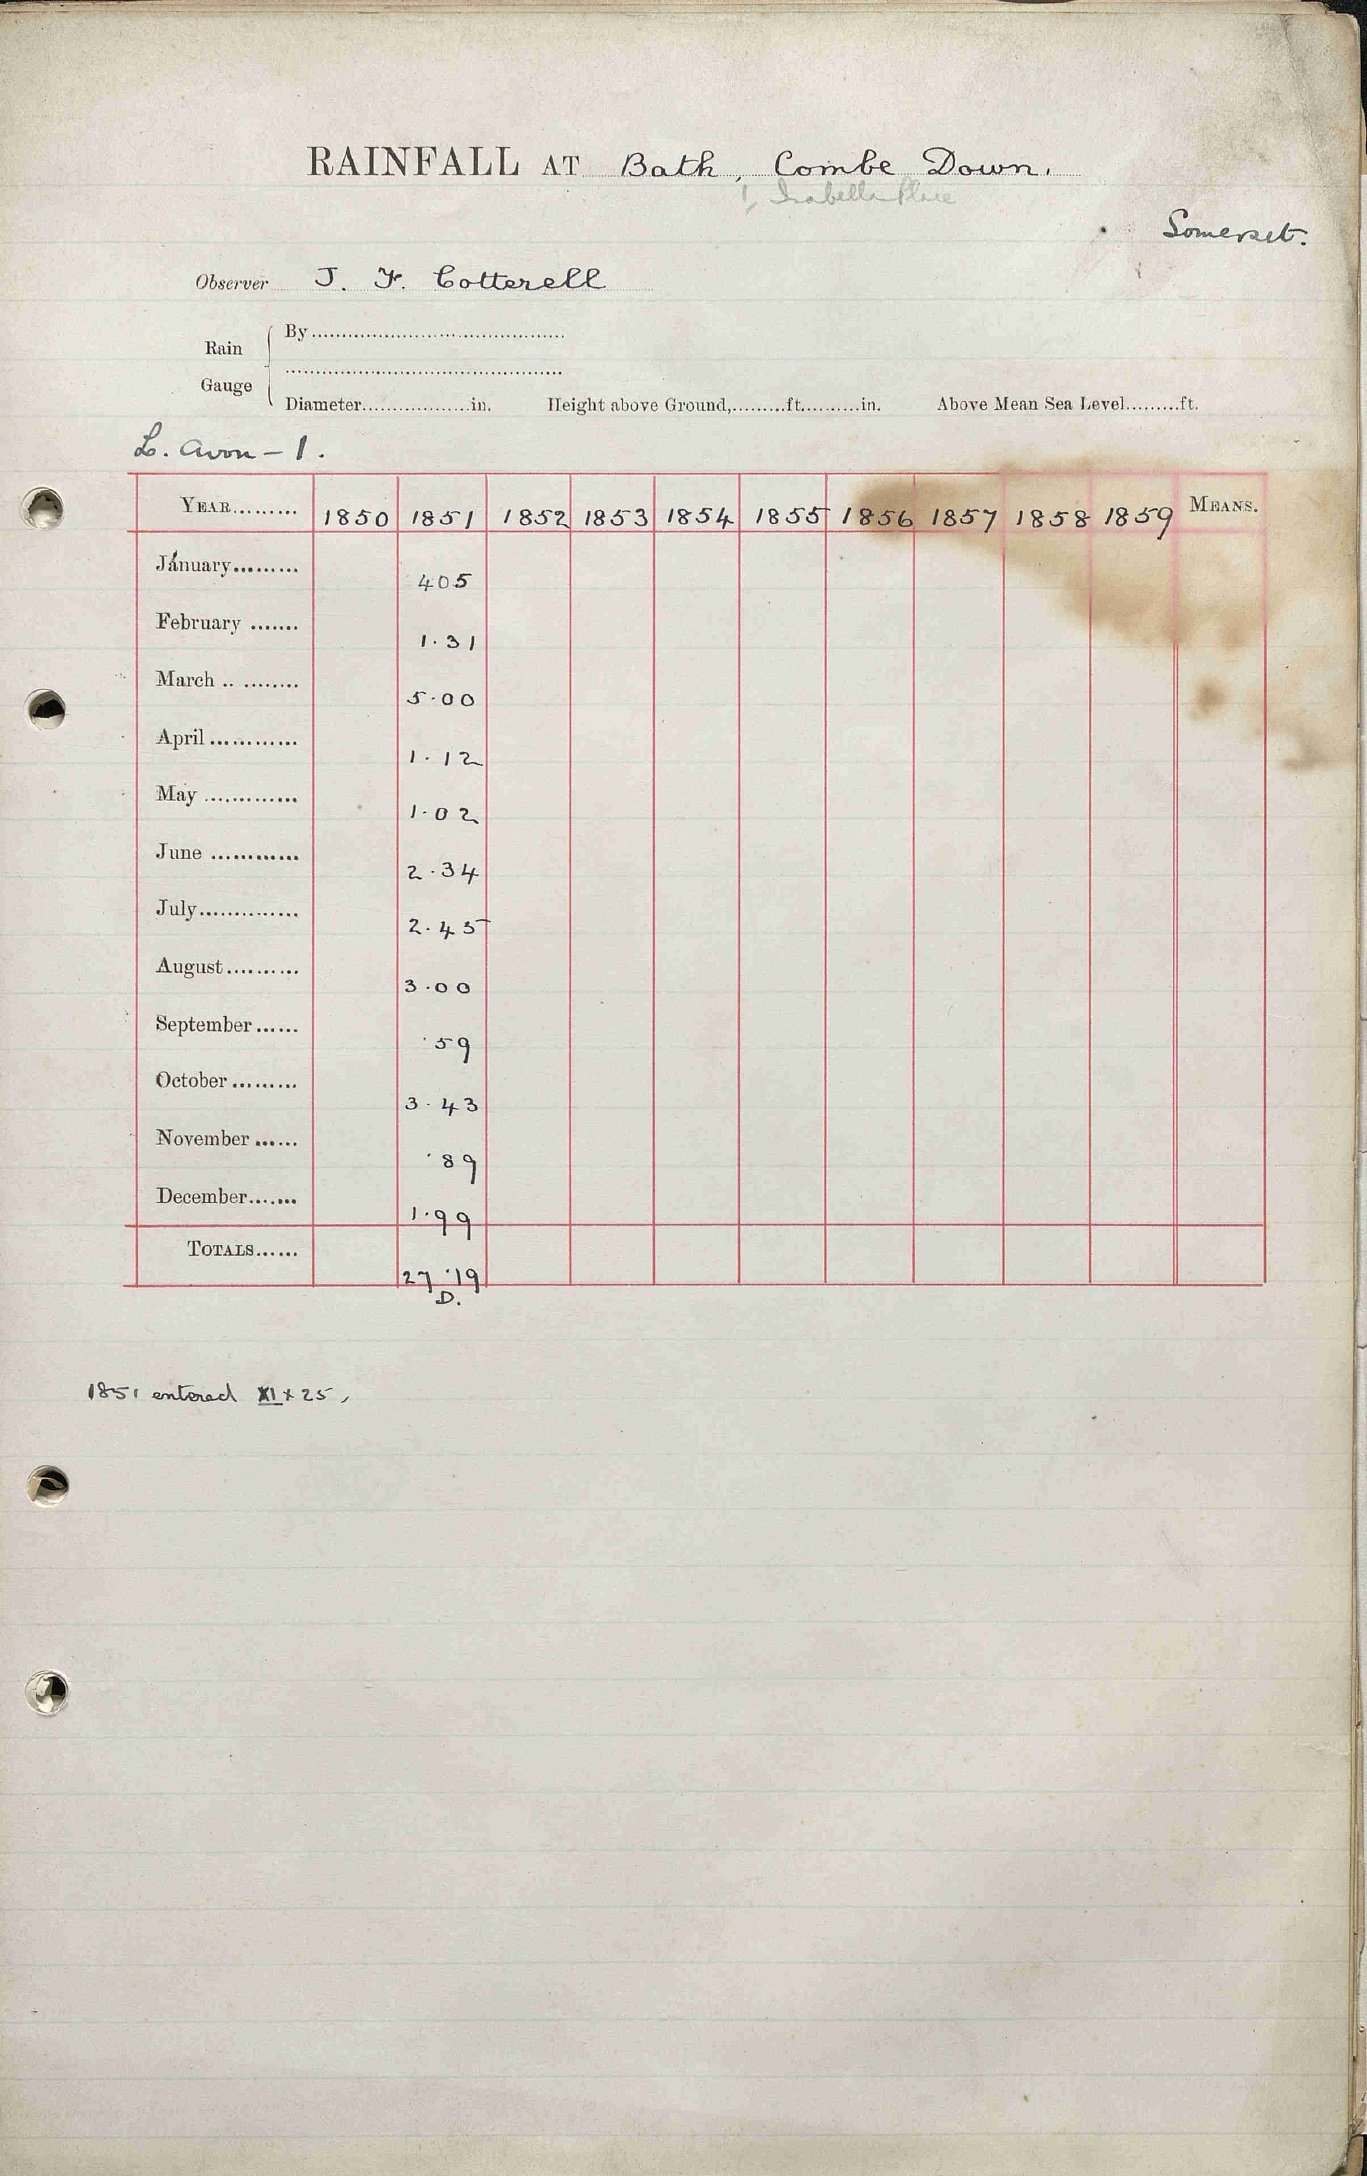 RAINFALL AT Bath, Combe Down.
1, Isabella Place
Somerset.
Observer J. F. Cotterell
Rain Gauge
By
Diameter in. Height above Ground, ft. in. Above Mean Sea Level ft.
L. Avon - 1.
YEAR 1850 1851 1852 1853 1854 1855 1856 1857 1858 1859 MEANS.
January 405
February 1.31
March 5.00
April 1.12
May 1.02
June 2.34
July 2.45
August 3.00
September .59
October 3.43
November .89
December 1.99
TOTALS 27.19
D.
1851 entered XI x 25,